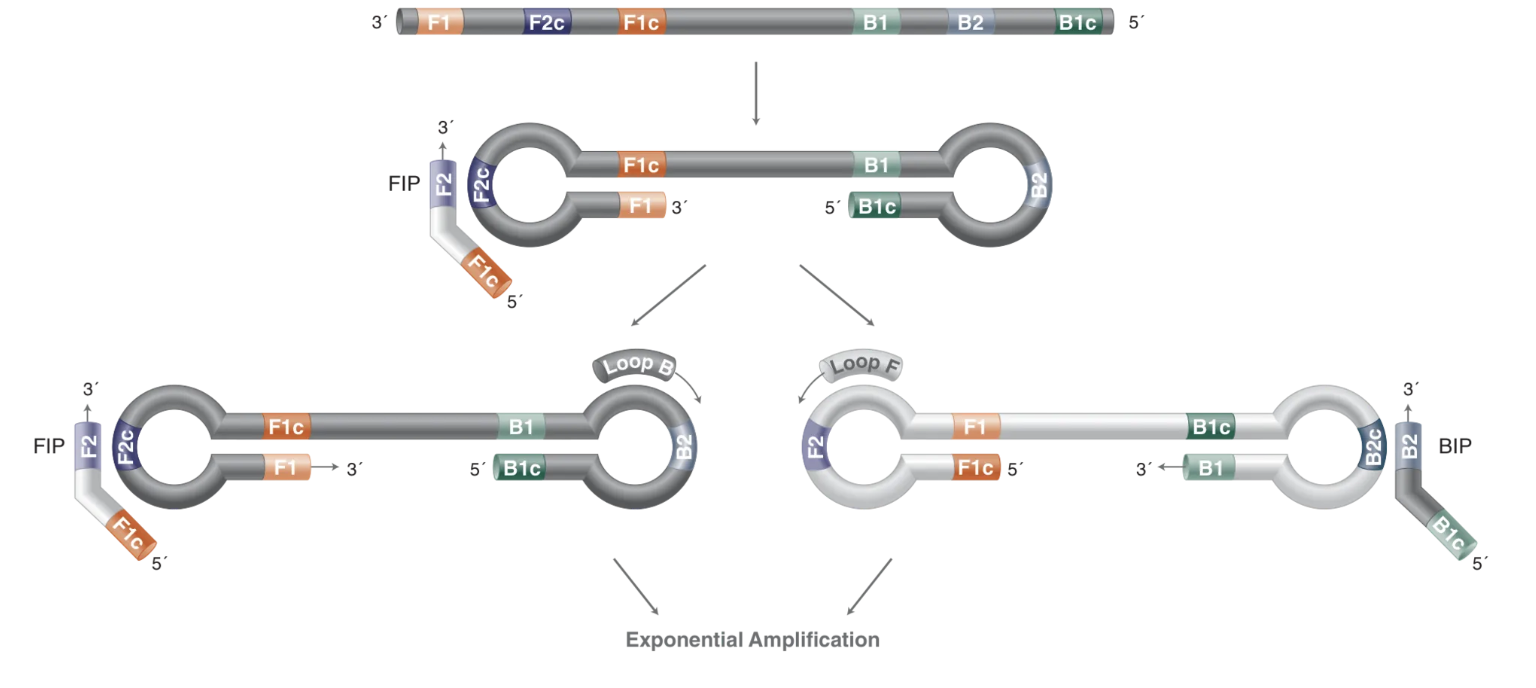 3´ F1 F2c F1c B1 B2 B1c 5´
3´
FIP F2 F2c F1c B1 B2
F1 3´ 5´ B1c
F1c
5´
Loop B Loop F
3´ 3´
FIP F2 F2c F1c B1 B2 F2 F1 B1c B2c B2 BIP
F1 3´ 5´ B1c F1c 5´ 3´ B1
F1c B1c
5´ 5´
Exponential Amplification